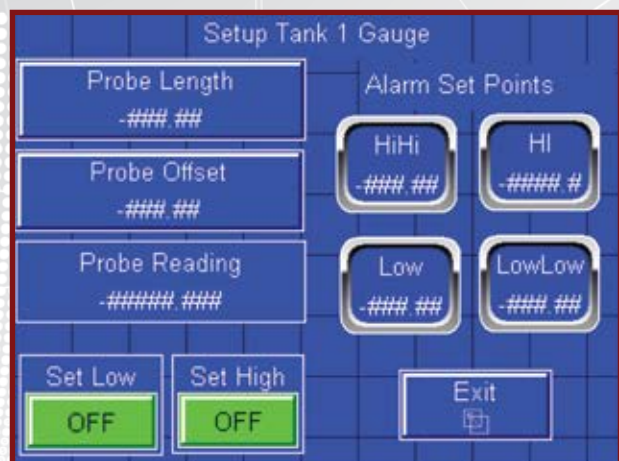 Setup Tank 1 Gauge
Probe Length
-###.##
Probe Offset
-###.##
Probe Reading
-#####.###
Alarm Set Points
HiHi
-###.##
HI
-####.#
Low
-###.##
LowLow
-###.##
Set Low
OFF
Set High
OFF
Exit